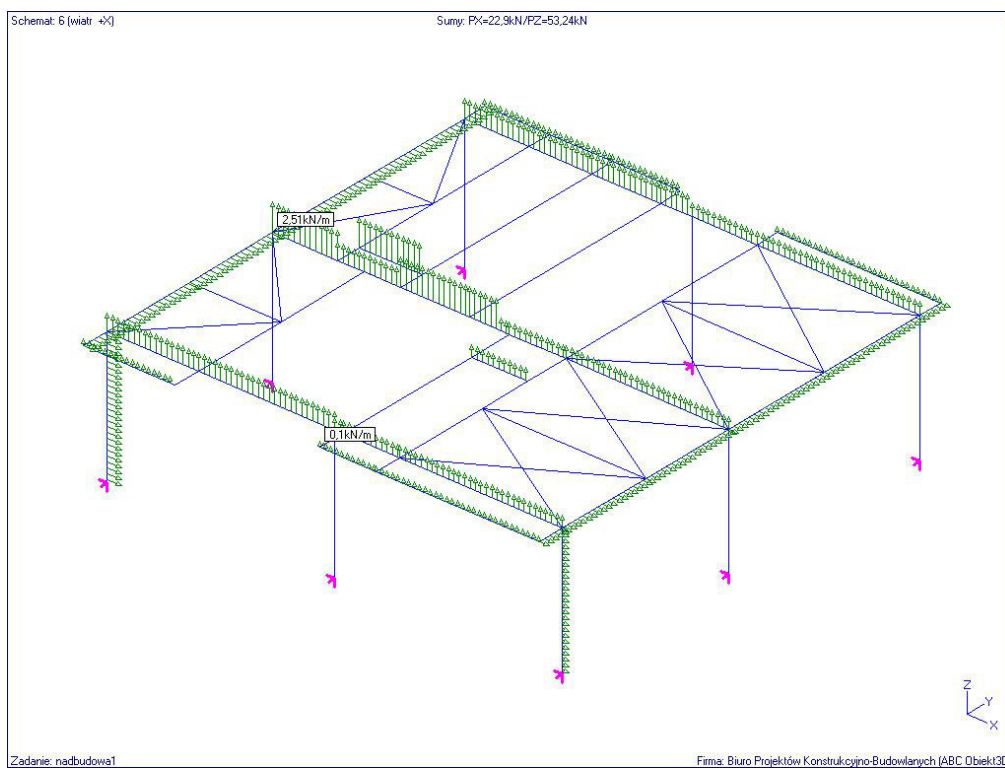 Schemat: 6 (wiatr +X)
Sumy: PX=22,9kN/PZ=53,24kN
2,51kN/m
0,1kN/m
Z
Y
X
Zadanie: nadbudowa1
Firma: Biuro Projektów Konstrukcyjno-Budowlanych (ABC Obiekt3D